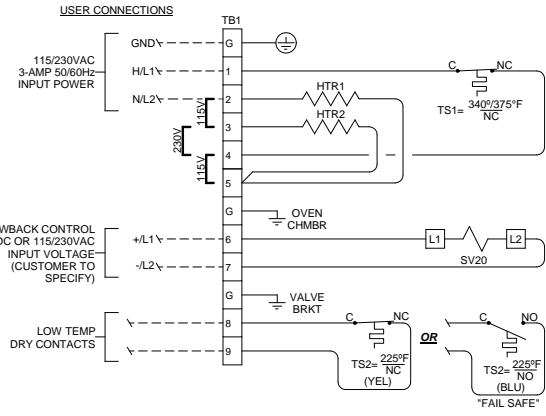 USER CONNECTIONS
TB1
GND
G
115/230VAC
3-AMP 50/60Hz
INPUT POWER
H/L1
1
C
NC
N/L2
2
HTR1
TS1= 340º/375°F
NC
115V
3
HTR2
230V
4
115V
5
G
OVEN
CHMBR
WBACK CONTROL
DC OR 115/230VAC
INPUT VOLTAGE
(CUSTOMER TO
SPECIFY)
+/L1
6
L1
L2
SV20
-/L2
7
G
VALVE
BRKT
LOW TEMP
DRY CONTACTS
8
C
NC
OR
C
NO
9
TS2= 225ºF
NC
(YEL)
TS2= 225ºF
NO
(BLU)
"FAIL SAFE"